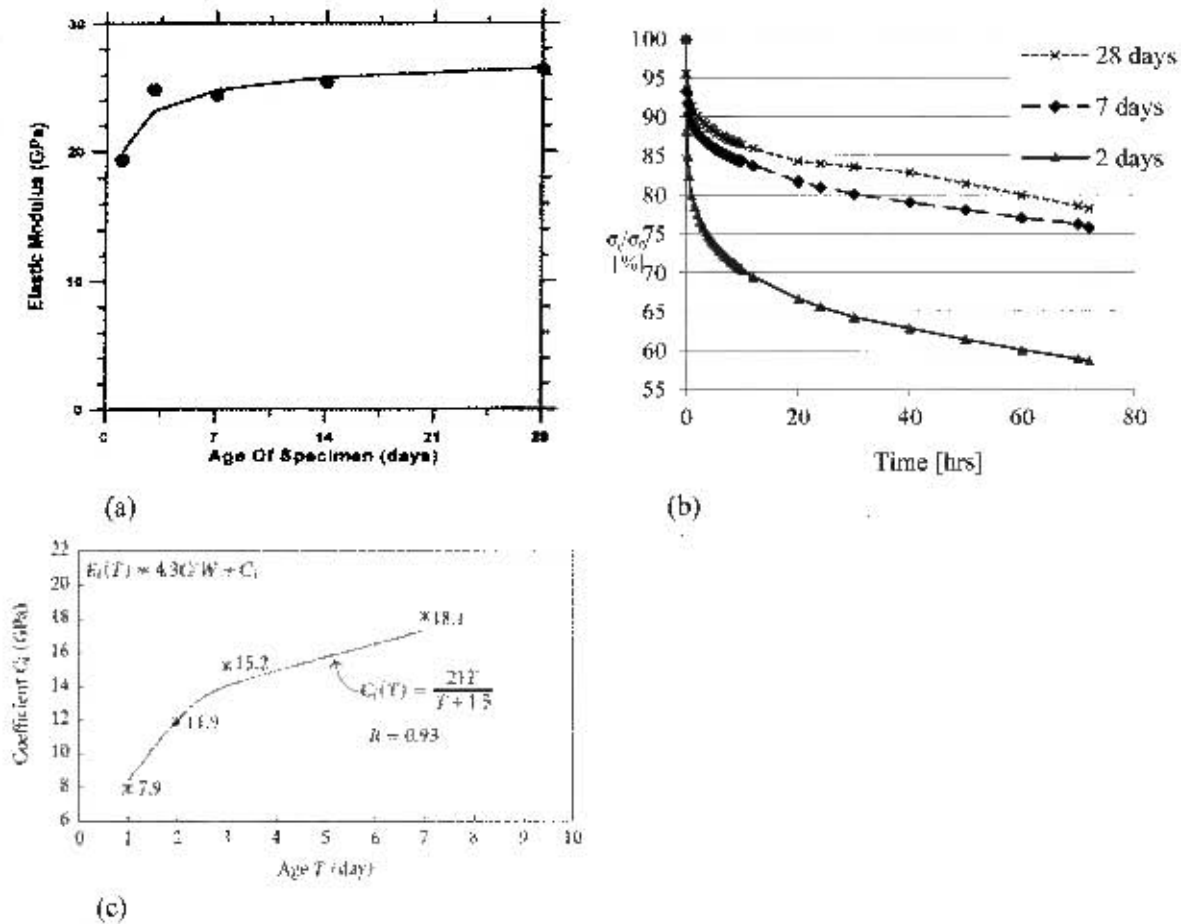 30
20
10
0
Elastic Modulus (GPa)
0 7 14 21 28
Age Of Specimen (days)
(a)
100
95
90
85
80
75
70
65
60
55
σt/σ0
[%]
0 20 40 60 80
Time [hrs]
28 days
7 days
2 days
(b)
22
20
18
16
14
12
10
8
6
Coefficient Ci (GPa)
7.9
11.9
15.2
R = 0.93
0 1 2 3 4 5 6 7 8 9 10
Age T (day)
(c)